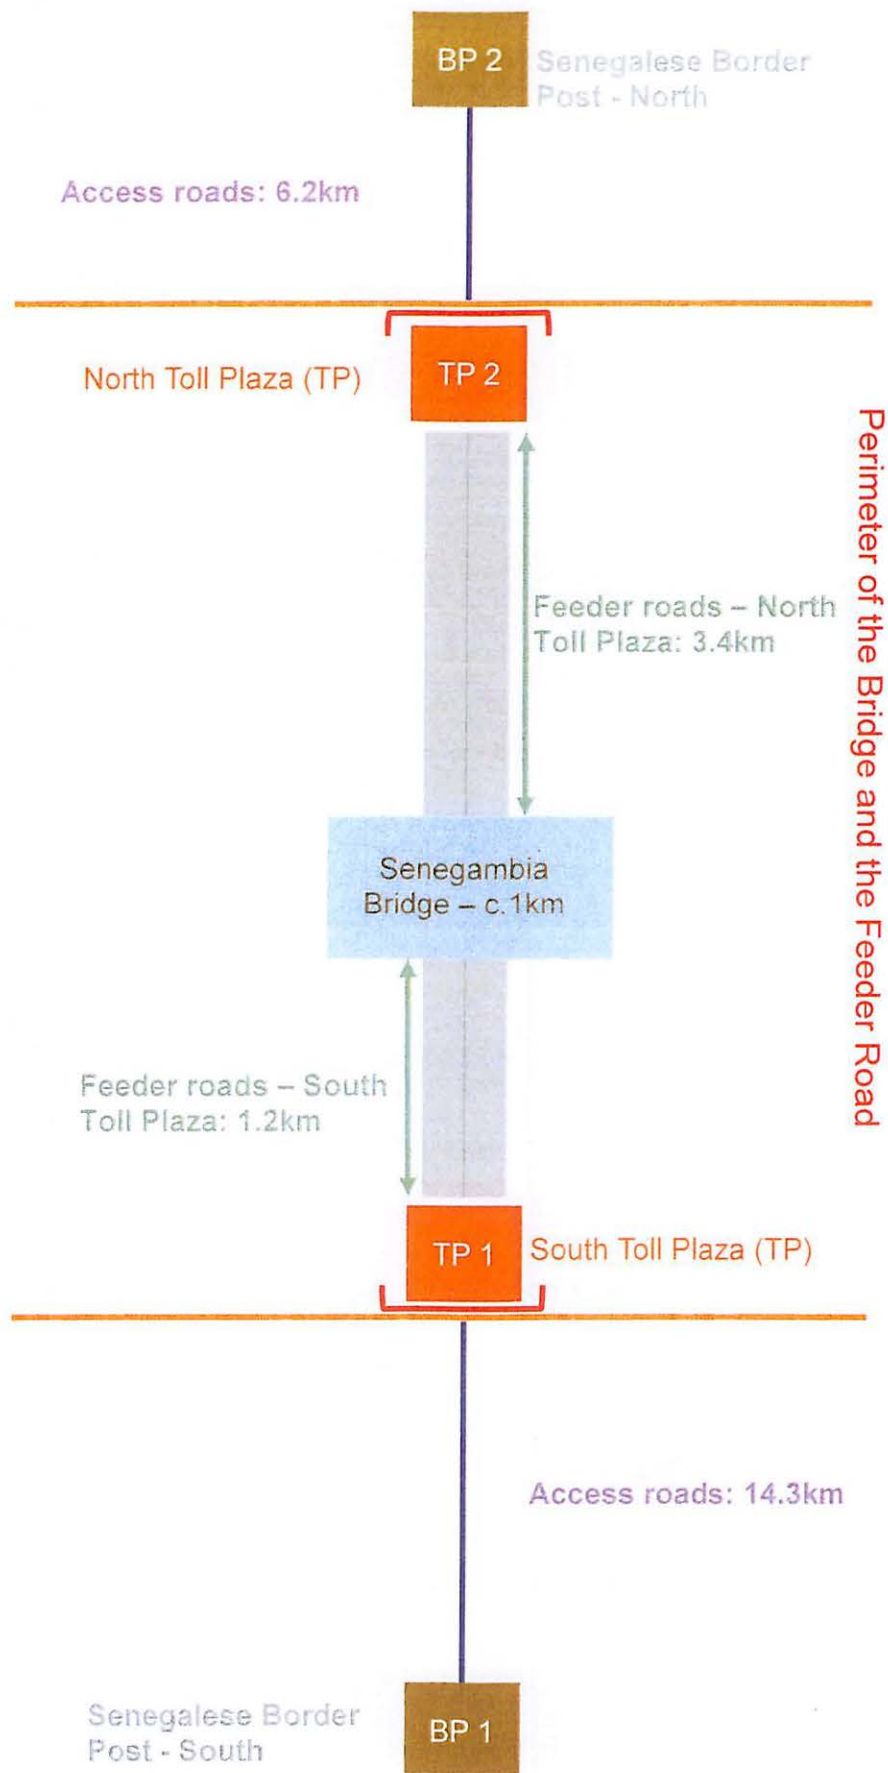 BP 2
Senegalese Border
Post - North
Access roads: 6.2km
TP 2
North Toll Plaza (TP)
Perimeter of the Bridge and the Feeder Road
Feeder roads – North
Toll Plaza: 3.4km
Senegambia
Bridge – c.1km
Feeder roads – South
Toll Plaza: 1.2km
TP 1
South Toll Plaza (TP)
Access roads: 14.3km
Senegalese Border
Post - South
BP 1